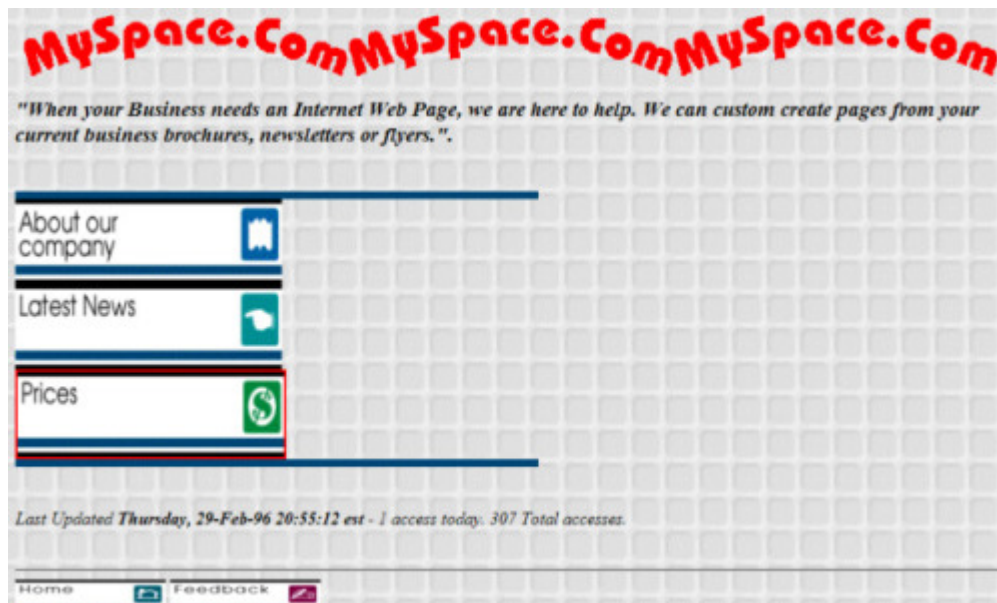 MySpace.ComMySpace.ComMySpace.Com
"When your Business needs an Internet Web Page, we are here to help. We can custom create pages from your
current business brochures, newsletters or flyers.".
About our
company
Latest News
Prices
$
Last Updated Thursday, 29-Feb-96 20:55:12 est - 1 access today. 307 Total accesses.
Home Feedback